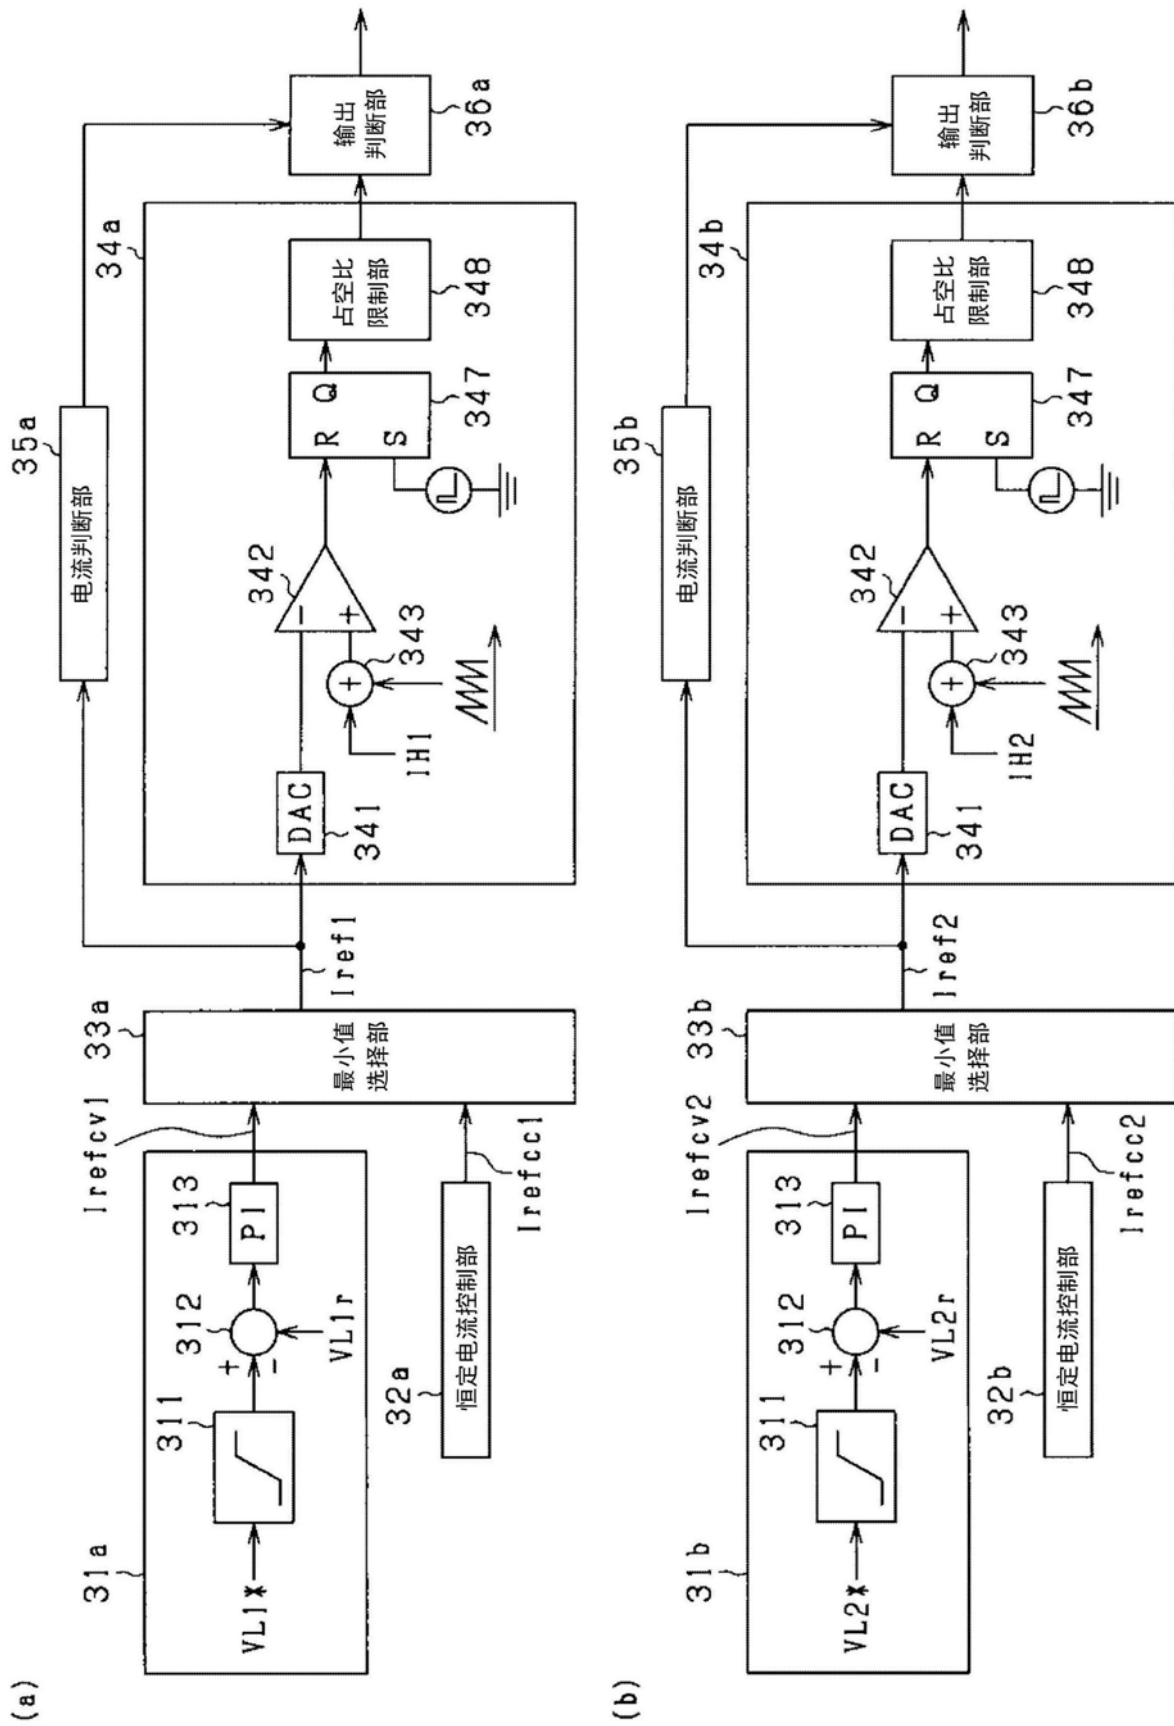 (a)
31a
VL1*
311
312
+
-
VL1r
313
PI
Irefcv1
32a
恒定电流控制部
Irefcc1
33a
最小值
选择部
Iref1
35a
电流判断部
34a
DAC
341
IH1
+
343
342
-
+
R
Q
S
347
占空比
限制部
348
输出
判断部
36a
(b)
31b
VL2*
311
312
+
-
VL2r
313
PI
Irefcv2
32b
恒定电流控制部
Irefcc2
33b
最小值
选择部
Iref2
35b
电流判断部
34b
DAC
341
IH2
+
343
342
-
+
R
Q
S
347
占空比
限制部
348
输出
判断部
36b